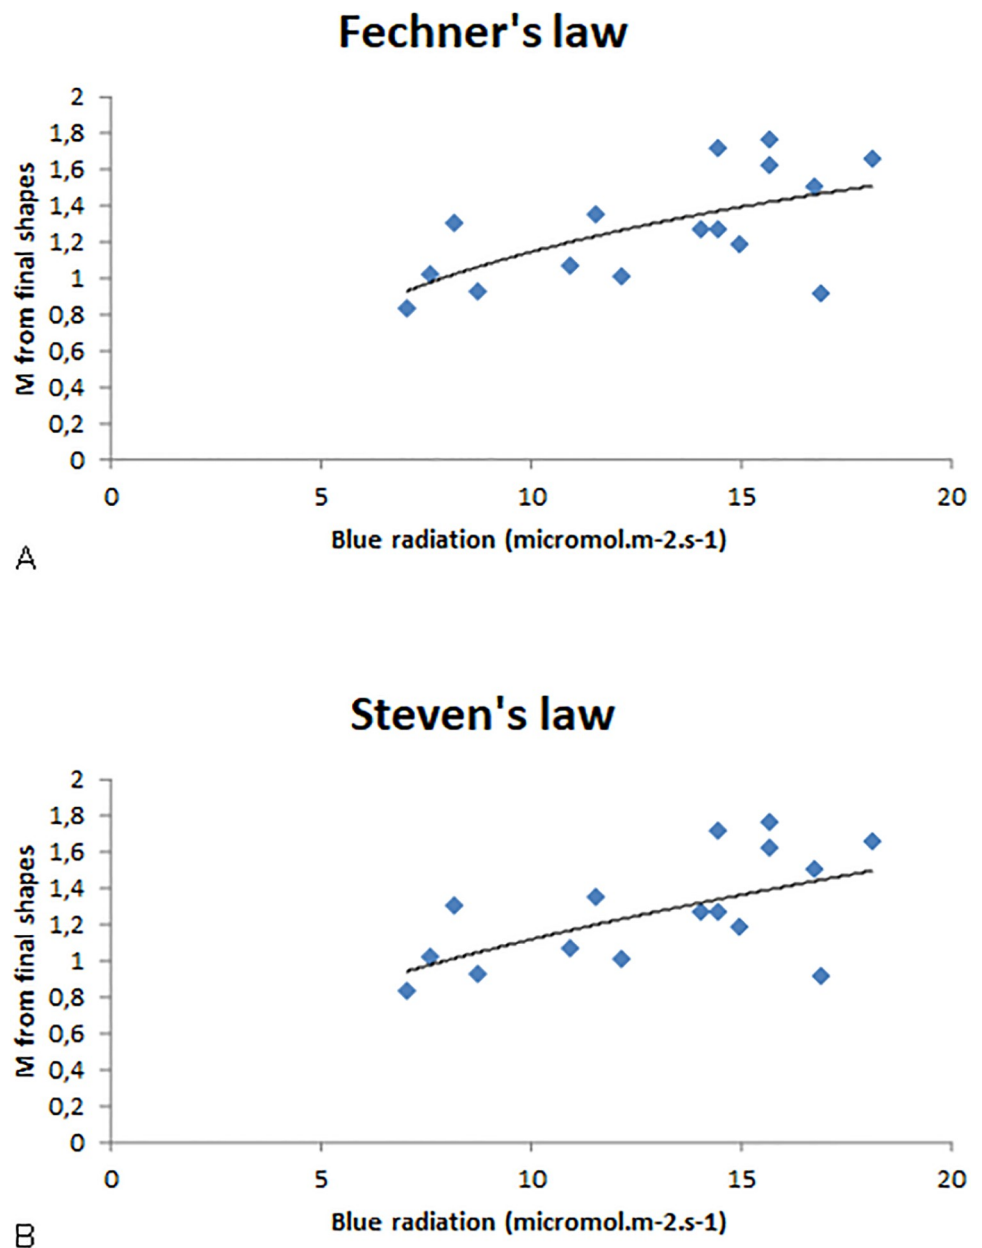 Fechner's law
2
1,8
1,6
1,4
1,2
1
0,8
0,6
0,4
0,2
0
M from final shapes
0 5 10 15 20
Blue radiation (micromol.m-2.s-1)
A
Steven's law
2
1,8
1,6
1,4
1,2
1
0,8
0,6
0,4
0,2
0
M from final shapes
0 5 10 15 20
Blue radiation (micromol.m-2.s-1)
B